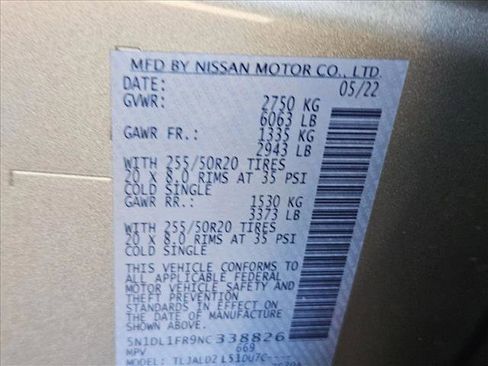 MFD BY NISSAN MOTOR CO., LTD.
DATE: 05/22
GVWR: 2750 KG
6063 LB
GAWR FR.: 1335 KG
2943 LB
WITH 255/50R20 TIRES
20 X 8.0 RIMS AT 35 PSI
COLD SINGLE
GAWR RR.: 1530 KG
3373 LB
WITH 255/50R20 TIRES
20 X 8.0 RIMS AT 35 PSI
COLD SINGLE
THIS VEHICLE CONFORMS TO
ALL APPLICABLE FEDERAL
MOTOR VEHICLE SAFETY AND
THEFT PREVENTION
STANDARDS IN EFFECT ON
THE DATE OF MANUFACTURE
SHOWN ABOVE.
5N1DL1FR9NC338826
MPV 669
MODEL: TLJALDZ L51DU7C----